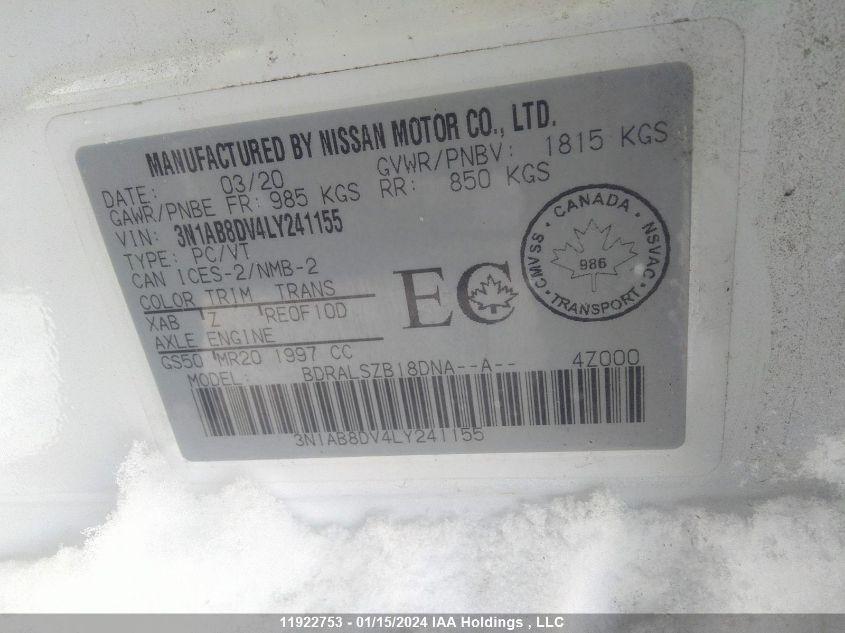 MANUFACTURED BY NISSAN MOTOR CO., LTD.
DATE: 03/20 GVWR/PNBV: 1815 KGS
GAWR/PNBE FR: 985 KGS RR: 850 KGS
VIN: 3N1AB8DV4LY241155
TYPE: PC/VT
CAN ICES-2/NMB-2
COLOR TRIM TRANS
XAB Z RE0F10D
AXLE ENGINE
GS50 MR20 1997 CC
MODEL: BDRALSZB18DNA--A-- 4Z000
3N1AB8DV4LY241155
EC
CANADA
CMVSS
NSVAC
986
TRANSPORT
11922753 - 01/15/2024 IAA Holdings , LLC